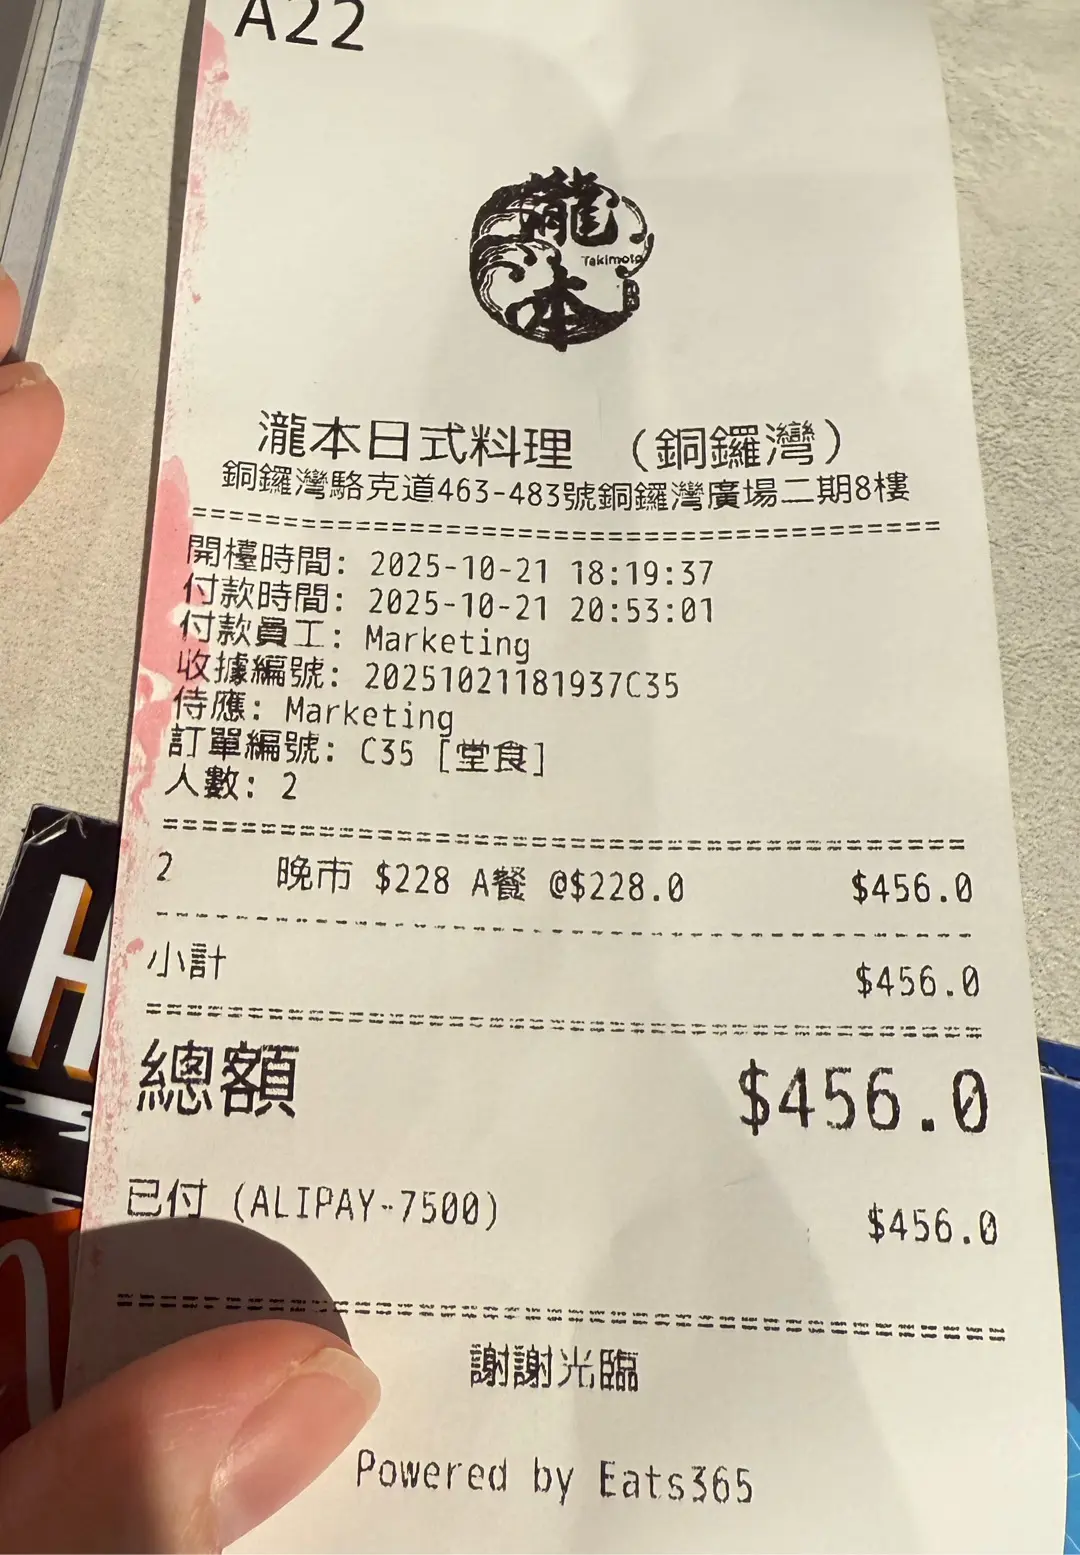 A22
瀧本
Takimoto
瀧本日式料理 （銅鑼灣）
銅鑼灣駱克道463-483號銅鑼灣廣場二期8樓
開檯時間: 2025-10-21 18:19:37
付款時間: 2025-10-21 20:53:01
付款員工: Marketing
收據編號: 20251021181937C35
侍應: Marketing
訂單編號: C35 [堂食]
人數: 2
2 晚市 $228 A餐 @$228.0 $456.0
小計 $456.0
總額 $456.0
已付 (ALIPAY-7500) $456.0
謝謝光臨
Powered by Eats365
H